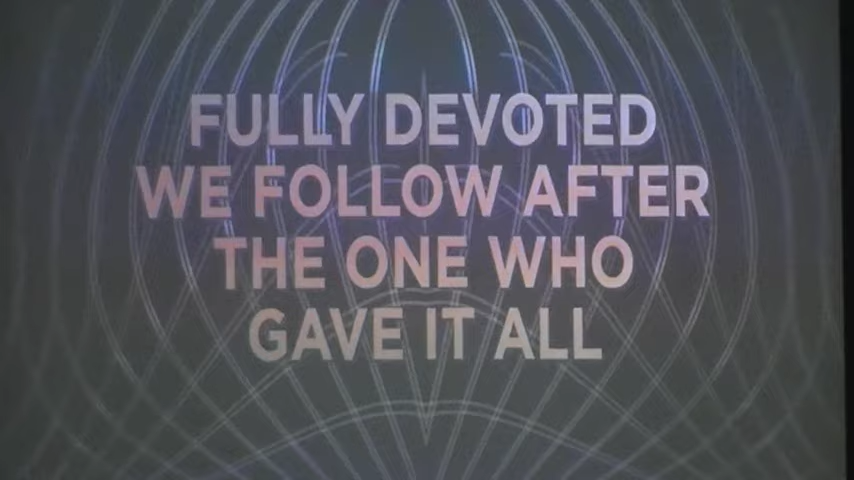 FULLY DEVOTED
WE FOLLOW AFTER
THE ONE WHO
GAVE IT ALL